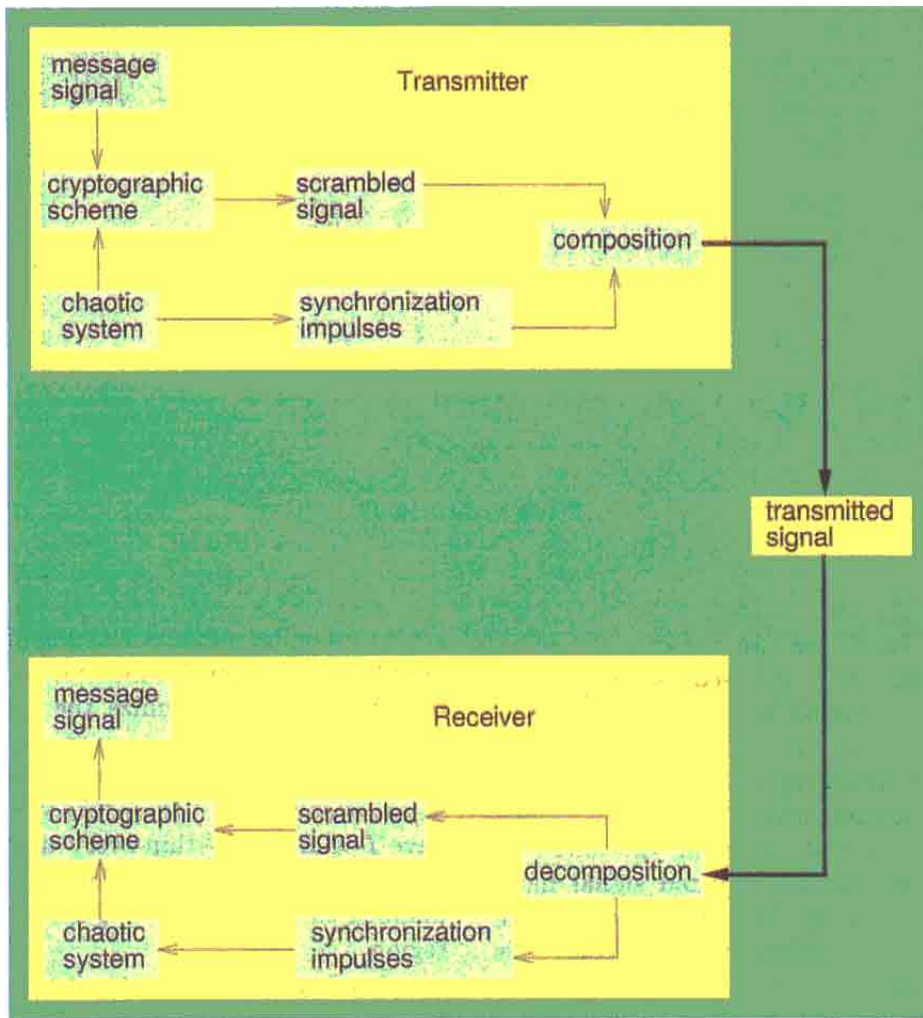 message
signal
Transmitter
cryptographic
scheme
scrambled
signal
composition
chaotic
system
synchronization
impulses
transmitted
signal
message
signal
Receiver
cryptographic
scheme
scrambled
signal
decomposition
chaotic
system
synchronization
impulses